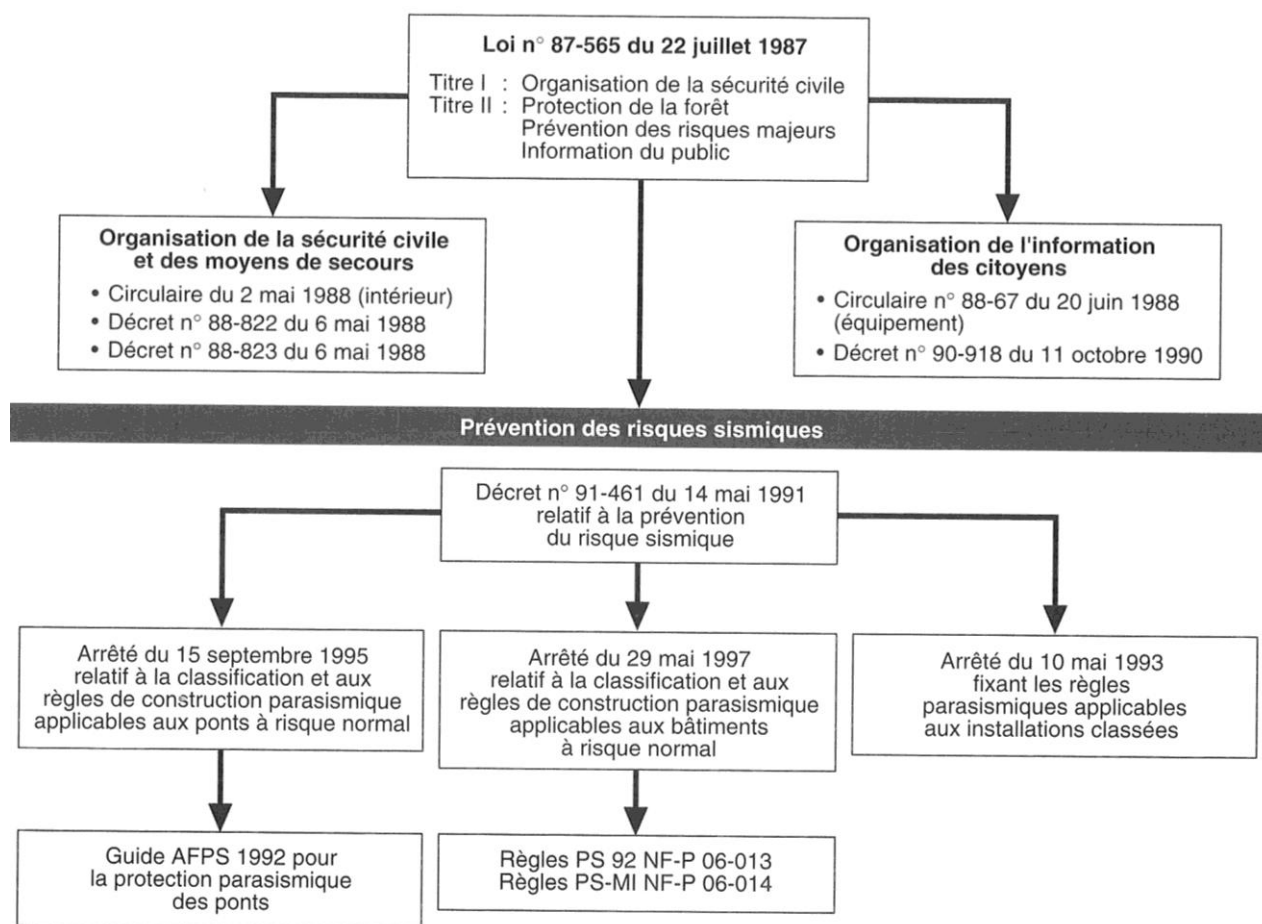 Loi n° 87-565 du 22 juillet 1987
Titre I : Organisation de la sécurité civile
Titre II : Protection de la forêt
Prévention des risques majeurs
Information du public
Organisation de la sécurité civile
et des moyens de secours
• Circulaire du 2 mai 1988 (intérieur)
• Décret n° 88-822 du 6 mai 1988
• Décret n° 88-823 du 6 mai 1988
Organisation de l'information
des citoyens
• Circulaire n° 88-67 du 20 juin 1988
(équipement)
• Décret n° 90-918 du 11 octobre 1990
Prévention des risques sismiques
Décret n° 91-461 du 14 mai 1991
relatif à la prévention
du risque sismique
Arrêté du 15 septembre 1995
relatif à la classification et aux
règles de construction parasismique
applicables aux ponts à risque normal
Arrêté du 29 mai 1997
relatif à la classification et aux
règles de construction parasismique
applicables aux bâtiments
à risque normal
Arrêté du 10 mai 1993
fixant les règles
parasismiques applicables
aux installations classées
Guide AFPS 1992 pour
la protection parasismique
des ponts
Règles PS 92 NF-P 06-013
Règles PS-MI NF-P 06-014